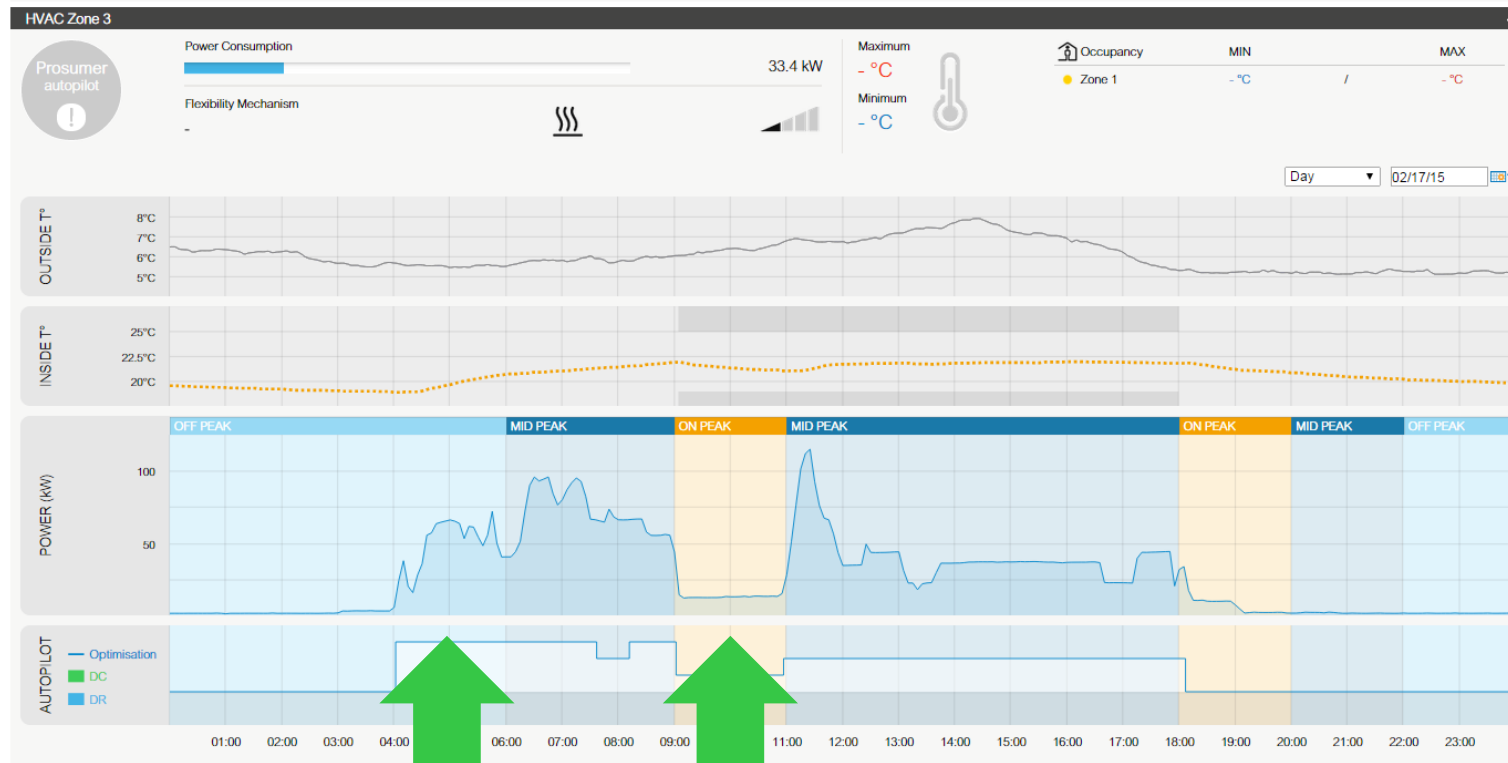 HVAC Zone 3
Prosumer
autopilot
!
Power Consumption
33.4 kW
Flexibility Mechanism
-
Maximum
- °C
Minimum
- °C
Occupancy MIN MAX
Zone 1 - °C / - °C
Day 02/17/15
OUTSIDE T°
8°C
7°C
6°C
5°C
INSIDE T°
25°C
22.5°C
20°C
POWER (kW)
OFF PEAK MID PEAK ON PEAK MID PEAK ON PEAK MID PEAK OFF PEAK
100
50
AUTOPILOT
Optimisation
DC
DR
01:00 02:00 03:00 04:00 06:00 07:00 08:00 09:00 11:00 12:00 13:00 14:00 15:00 16:00 17:00 18:00 19:00 20:00 21:00 22:00 23:00